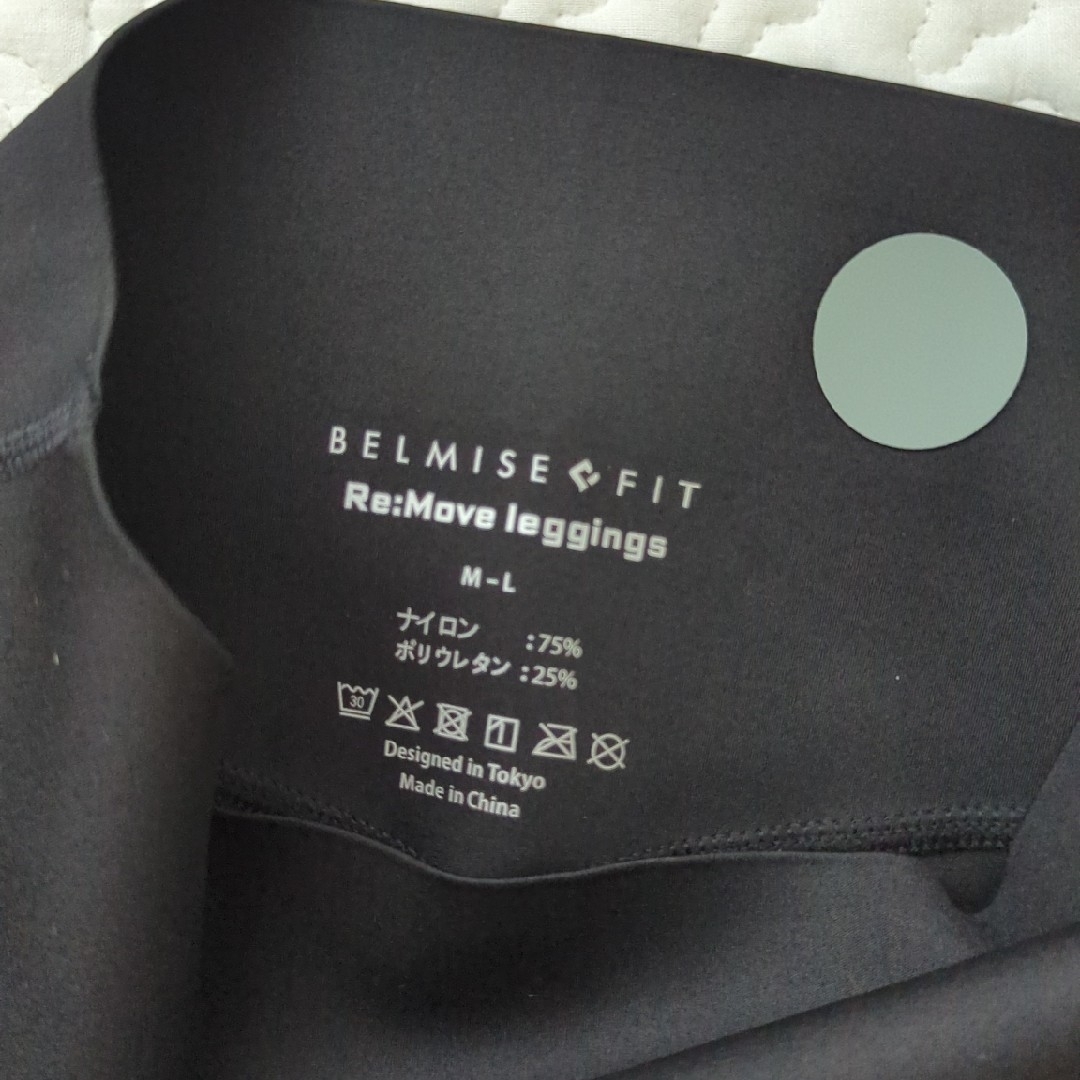 BELMISE FIT
Re:Move leggings
M-L
ナイロン :75%
ポリウレタン :25%
30
Designed in Tokyo
Made in China